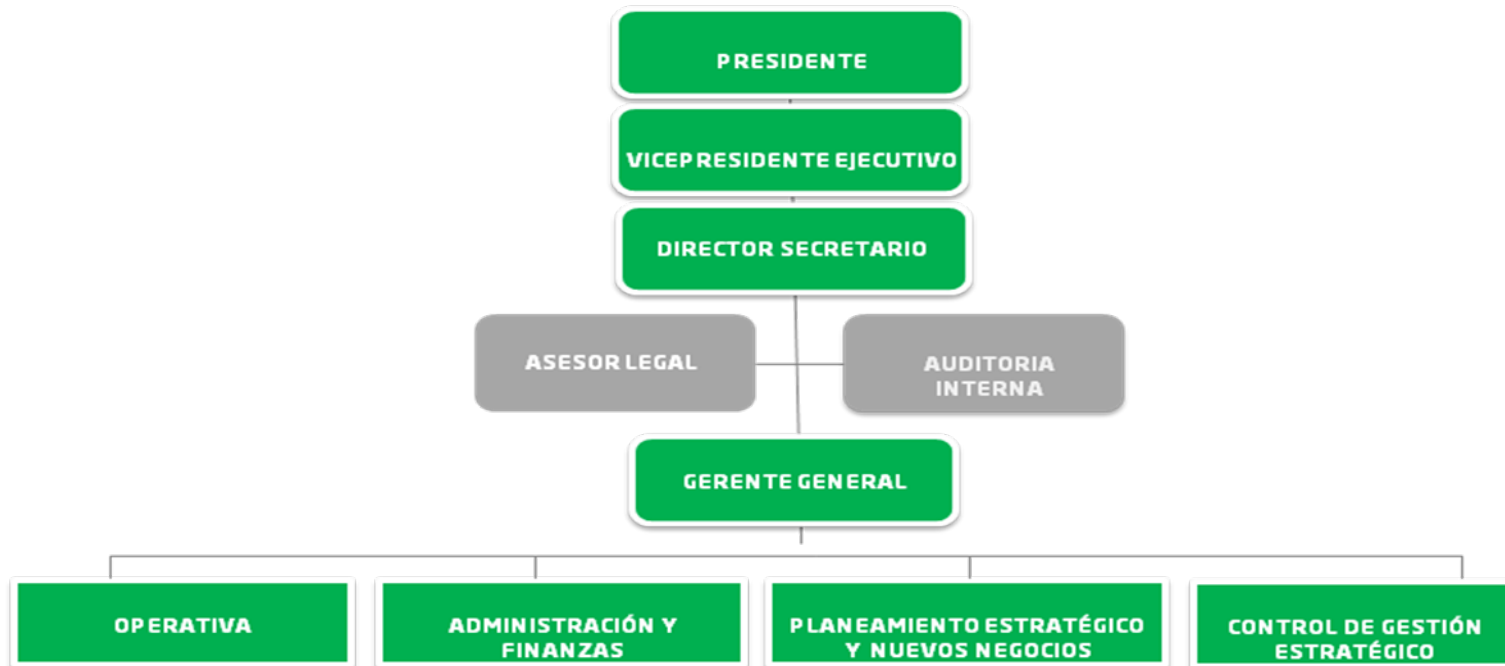 PRESIDENTE
VICEPRESIDENTE EJECUTIVO
DIRECTOR SECRETARIO
ASESOR LEGAL
AUDITORIA
INTERNA
GERENTE GENERAL
OPERATIVA
ADMINISTRACIÓN Y
FINANZAS
PLANEAMIENTO ESTRATÉGICO
Y NUEVOS NEGOCIOS
CONTROL DE GESTIÓN
ESTRATÉGICO